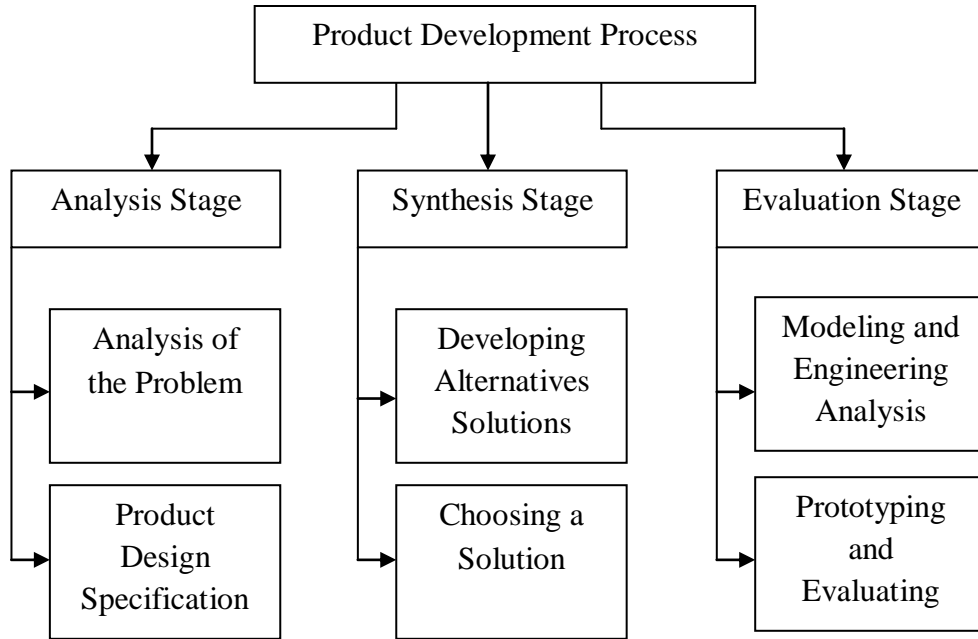 Product Development Process
Analysis Stage
Synthesis Stage
Evaluation Stage
Analysis of
the Problem
Developing
Alternatives
Solutions
Modeling and
Engineering
Analysis
Product
Design
Specification
Choosing a
Solution
Prototyping
and
Evaluating